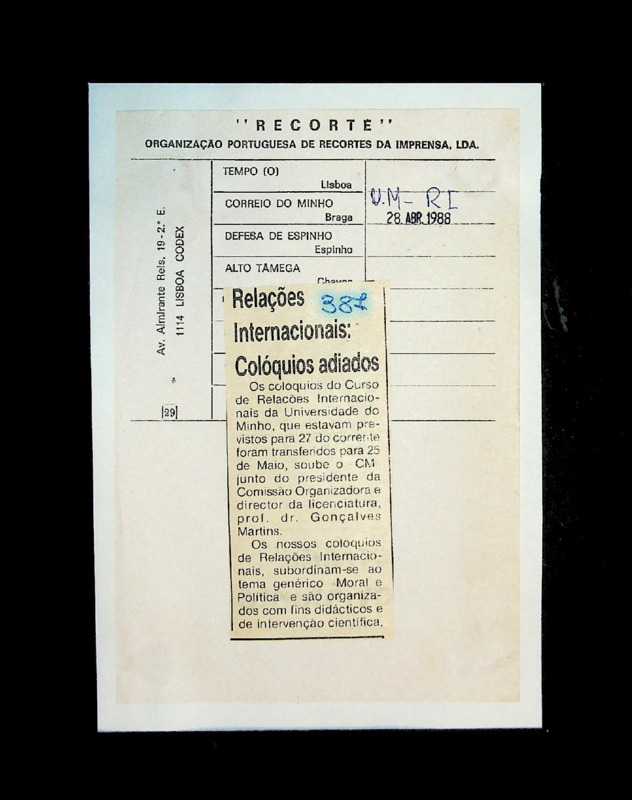 "RECORTE"
ORGANIZAÇÃO PORTUGUESA DE RECORTES DA IMPRENSA, LDA.
Av. Almirante Reis, 19-2.º E.
1114 LISBOA CODEX
[29]
TEMPO (O)
Lisboa
CORREIO DO MINHO
Braga
DEFESA DE ESPINHO
Espinho
ALTO TÂMEGA
Chaves
U.M- RI
28 ABR 1988
387
Relações
Internacionais:
Colóquios adiados
Os coloquios do Curso
de Relacões Internacio-
nais da Universidade do
Minho, que estavam pre-
vistos para 27 do corrente
foram transferidos para 25
de Maio, soube o CM
junto do presidente da
Comissão Organizadora e
director da licenciatura,
prof. dr. Gonçalves
Martins.
Os nossos coloquios
de Relações Internacio-
nais, subordinam-se ao
tema genérico Moral e
Politica e são organiza-
dos com fins didácticos e
de intervenção cientifica.